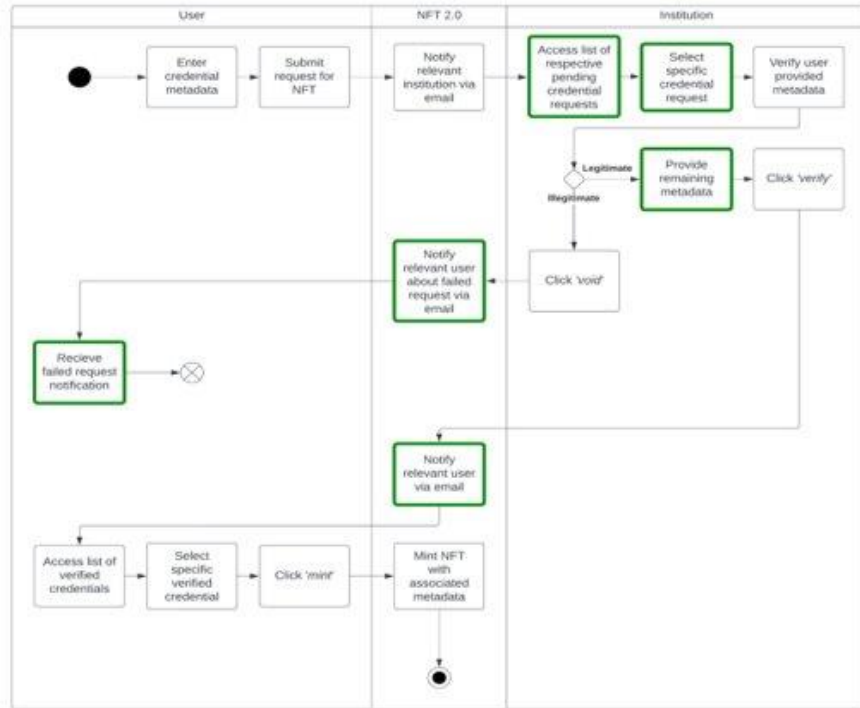 User
NFT 2.0
Institution
Enter
credential
metadata
Submit
request for
NFT
Notify
relevant
institution via
email
Access list of
respective
pending
credential
requests
Select
specific
credential
request
Verify user
provided
metadata
Legitimate
Provide
remaining
metadata
Click 'verify'
Illegitimate
Notify
relevant user
about failed
request via
email
Click 'void'
Recieve
failed request
notification
Notify
relevant user
via email
Access list of
verified
credentials
Select
specific
verified
credential
Click 'mint'
Mint NFT
with
associated
metadata